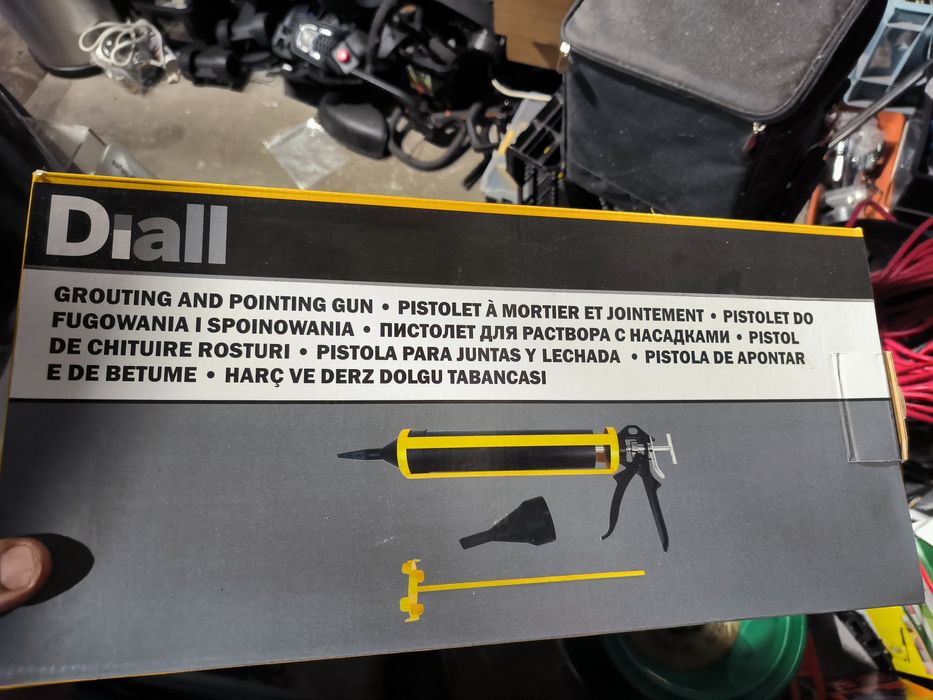 Diall
GROUTING AND POINTING GUN • PISTOLET À MORTIER ET JOINTEMENT • PISTOLET DO
FUGOWANIA I SPOINOWANIA • ПИСТОЛЕТ ДЛЯ РАСТВОРА С НАСАДКАМИ • PISTOL
DE CHITUIRE ROSTURI • PISTOLA PARA JUNTAS Y LECHADA • PISTOLA DE APONTAR
E DE BETUME • HARÇ VE DERZ DOLGU TABANCASI